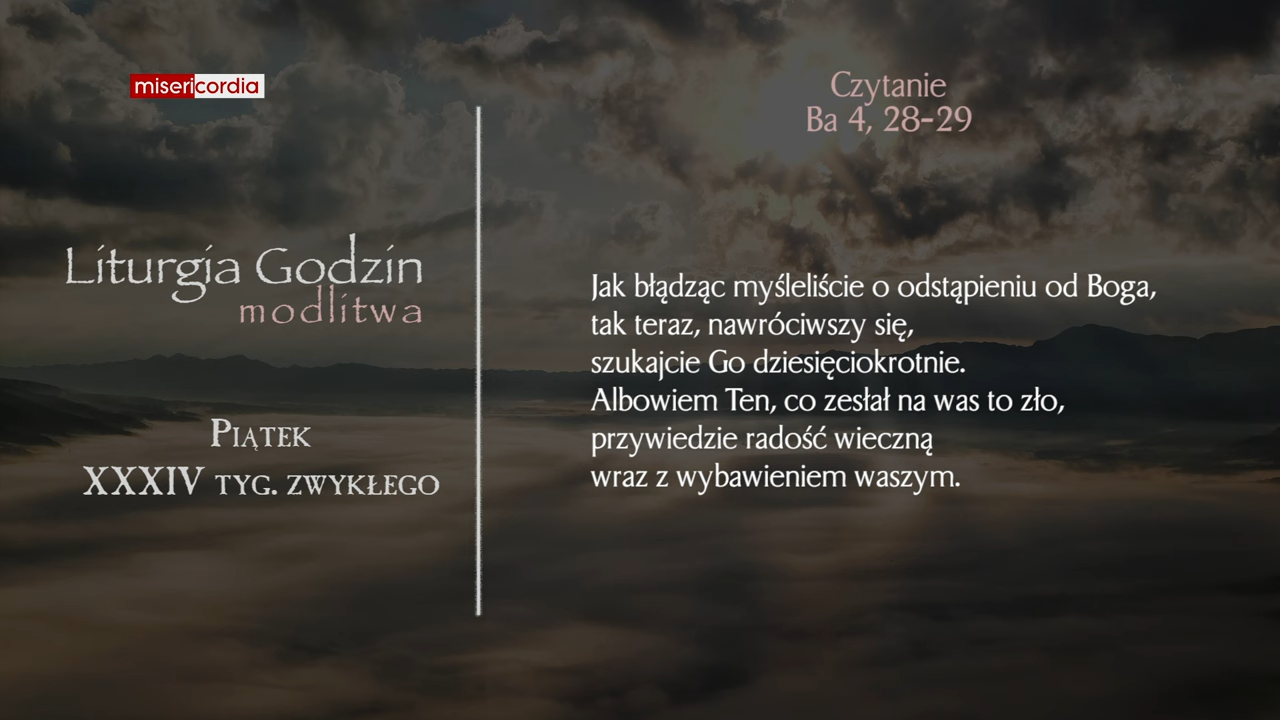 misericordia
Liturgia Godzin
modlitwa
Piątek
XXXIV tyg. zwykłego
Czytanie
Ba 4, 28-29
Jak błądząc myśleliście o odstąpieniu od Boga,
tak teraz, nawróciwszy się,
szukajcie Go dziesięciokrotnie.
Albowiem Ten, co zesłał na was to zło,
przywiedzie radość wieczną
wraz z wybawieniem waszym.